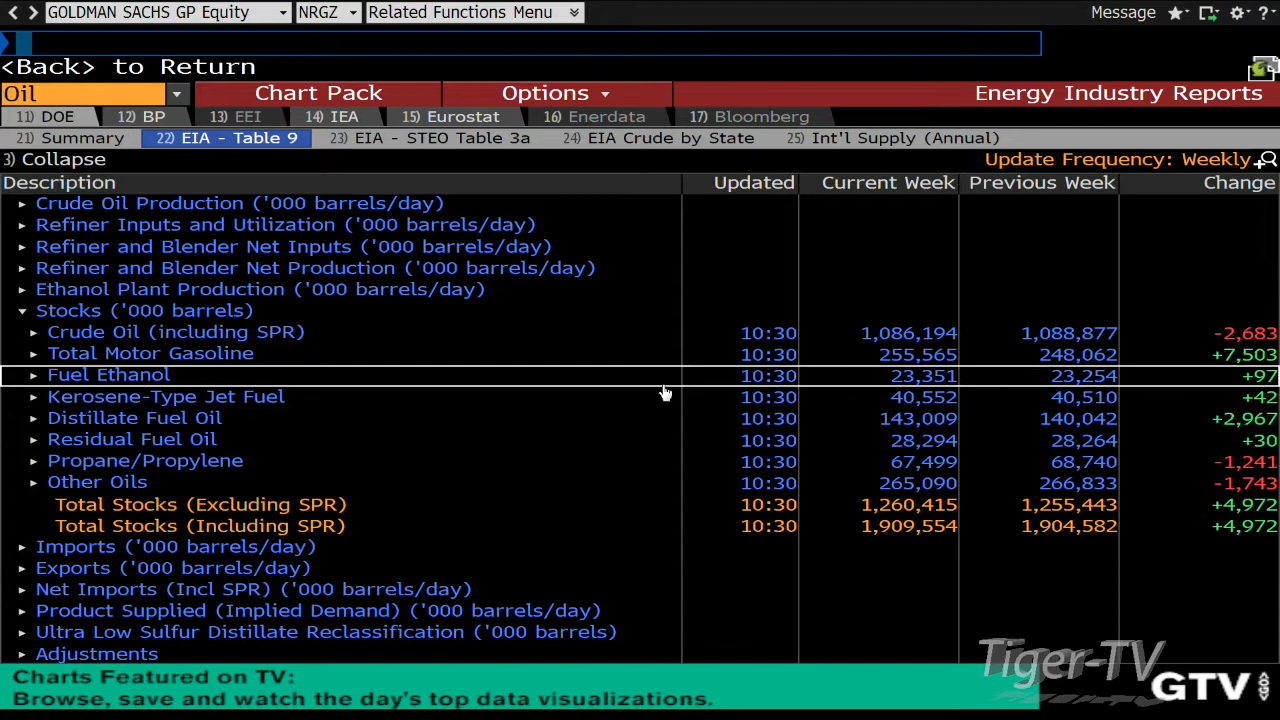 GOLDMAN SACHS GP Equity NRGZ Related Functions Menu Message ?
<Back> to Return
Oil Chart Pack Options Energy Industry Reports
11) DOE 12) BP 13) EEI 14) IEA 15) Eurostat 16) Enerdata 17) Bloomberg
21) Summary 22) EIA - Table 9 23) EIA - STEO Table 3a 24) EIA Crude by State 25) Int'l Supply (Annual)
3) Collapse Update Frequency: Weekly
Description Updated Current Week Previous Week Change
Crude Oil Production ('000 barrels/day)
Refiner Inputs and Utilization ('000 barrels/day)
Refiner and Blender Net Inputs ('000 barrels/day)
Refiner and Blender Net Production ('000 barrels/day)
Ethanol Plant Production ('000 barrels/day)
Stocks ('000 barrels)
Crude Oil (including SPR) 10:30 1,086,194 1,088,877 -2,683
Total Motor Gasoline 10:30 255,565 248,062 +7,503
Fuel Ethanol 10:30 23,351 23,254 +97
Kerosene-Type Jet Fuel 10:30 40,552 40,510 +42
Distillate Fuel Oil 10:30 143,009 140,042 +2,967
Residual Fuel Oil 10:30 28,294 28,264 +30
Propane/Propylene 10:30 67,499 68,740 -1,241
Other Oils 10:30 265,090 266,833 -1,743
Total Stocks (Excluding SPR) 10:30 1,260,415 1,255,443 +4,972
Total Stocks (Including SPR) 10:30 1,909,554 1,904,582 +4,972
Imports ('000 barrels/day)
Exports ('000 barrels/day)
Net Imports (Incl SPR) ('000 barrels/day)
Product Supplied (Implied Demand) ('000 barrels/day)
Ultra Low Sulfur Distillate Reclassification ('000 barrels)
Adjustments
Tiger-TV
Charts Featured on TV:
Browse, save and watch the day's top data visualizations.
GTV